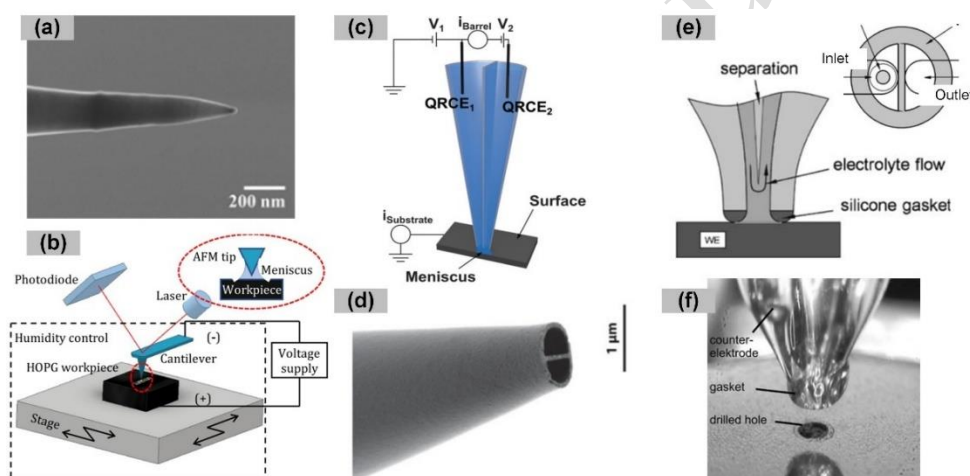 (a)
200 nm
(b)
Photodiode
AFM tip
Meniscus
Workpiece
Laser
Humidity control
(-)
Cantilever
HOPG workpiece
(+)
Voltage
supply
Stage
(c)
V1
iBarrel
V2
QRCE1
QRCE2
iSubstrate
Surface
Meniscus
(d)
1 µm
(e)
Inlet
Outlet
separation
electrolyte flow
silicone gasket
WE
(f)
counter-
elektrode
gasket
drilled hole